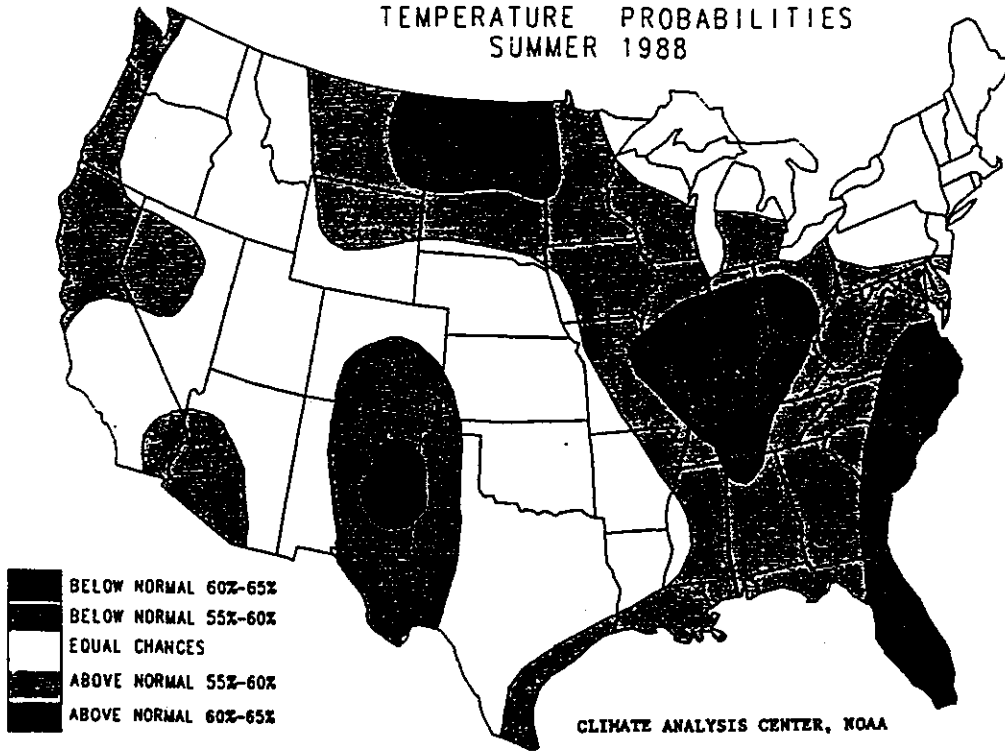 TEMPERATURE PROBABILITIES
SUMMER 1988
BELOW NORMAL 60%-65%
BELOW NORMAL 55%-60%
EQUAL CHANCES
ABOVE NORMAL 55%-60%
ABOVE NORMAL 60%-65%
CLIMATE ANALYSIS CENTER, NOAA